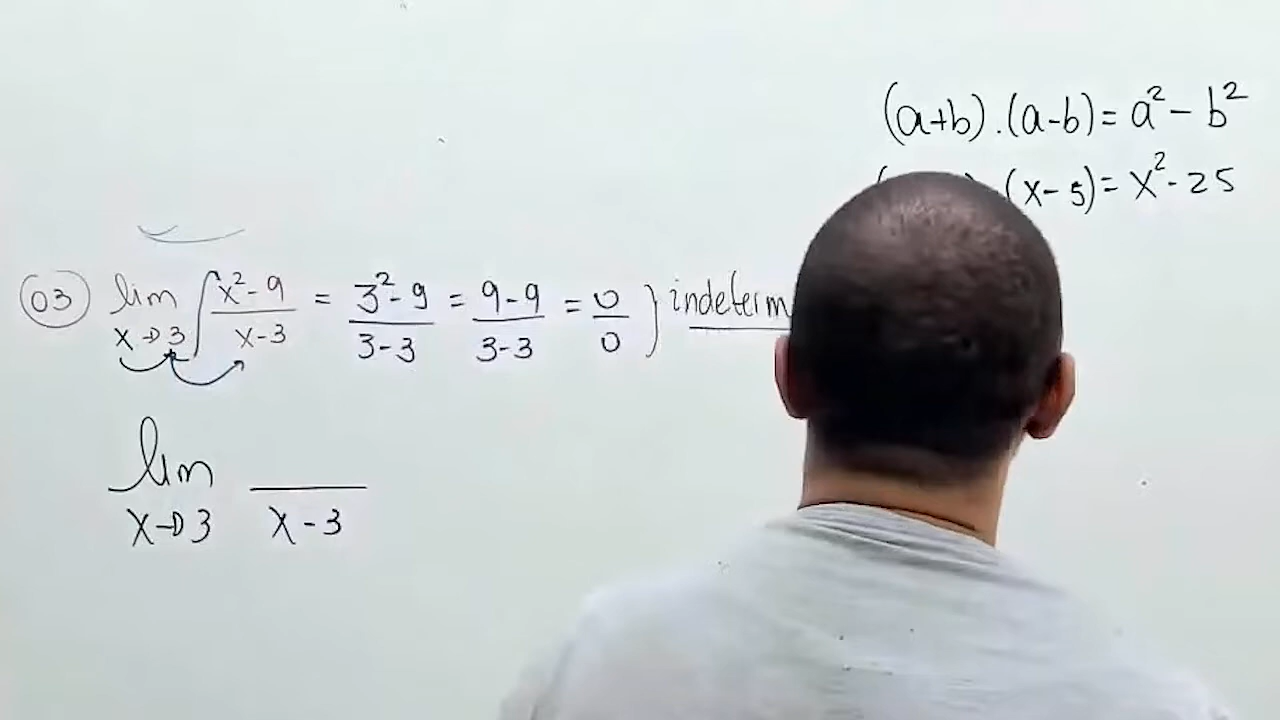 (a+b).(a-b)= a²- b²
(x-5)= x²- 25
03 lim x→3 x²-9/x-3 = 3²-9/3-3 = 9-9/3-3 = 0/0 } indeterm
lim x→3 /x-3